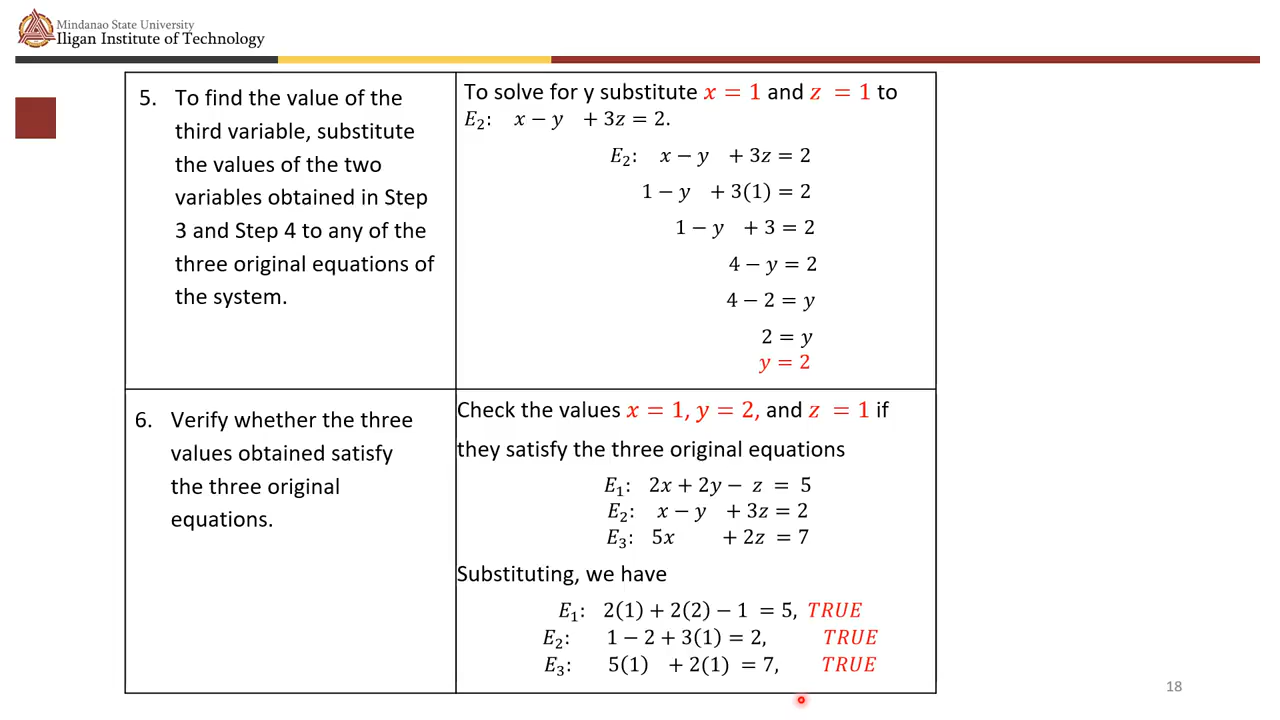 Mindanao State University
Iligan Institute of Technology
5. To find the value of the
third variable, substitute
the values of the two
variables obtained in Step
3 and Step 4 to any of the
three original equations of
the system.
To solve for y substitute x = 1 and z = 1 to
E₂: x − y + 3z = 2.
E₂: x − y + 3z = 2
1 − y + 3(1) = 2
1 − y + 3 = 2
4 − y = 2
4 − 2 = y
2 = y
y = 2
6. Verify whether the three
values obtained satisfy
the three original
equations.
Check the values x = 1, y = 2, and z = 1 if
they satisfy the three original equations
E₁: 2x + 2y − z = 5
E₂: x − y + 3z = 2
E₃: 5x + 2z = 7
Substituting, we have
E₁: 2(1) + 2(2) − 1 = 5, TRUE
E₂: 1 − 2 + 3(1) = 2, TRUE
E₃: 5(1) + 2(1) = 7, TRUE
18